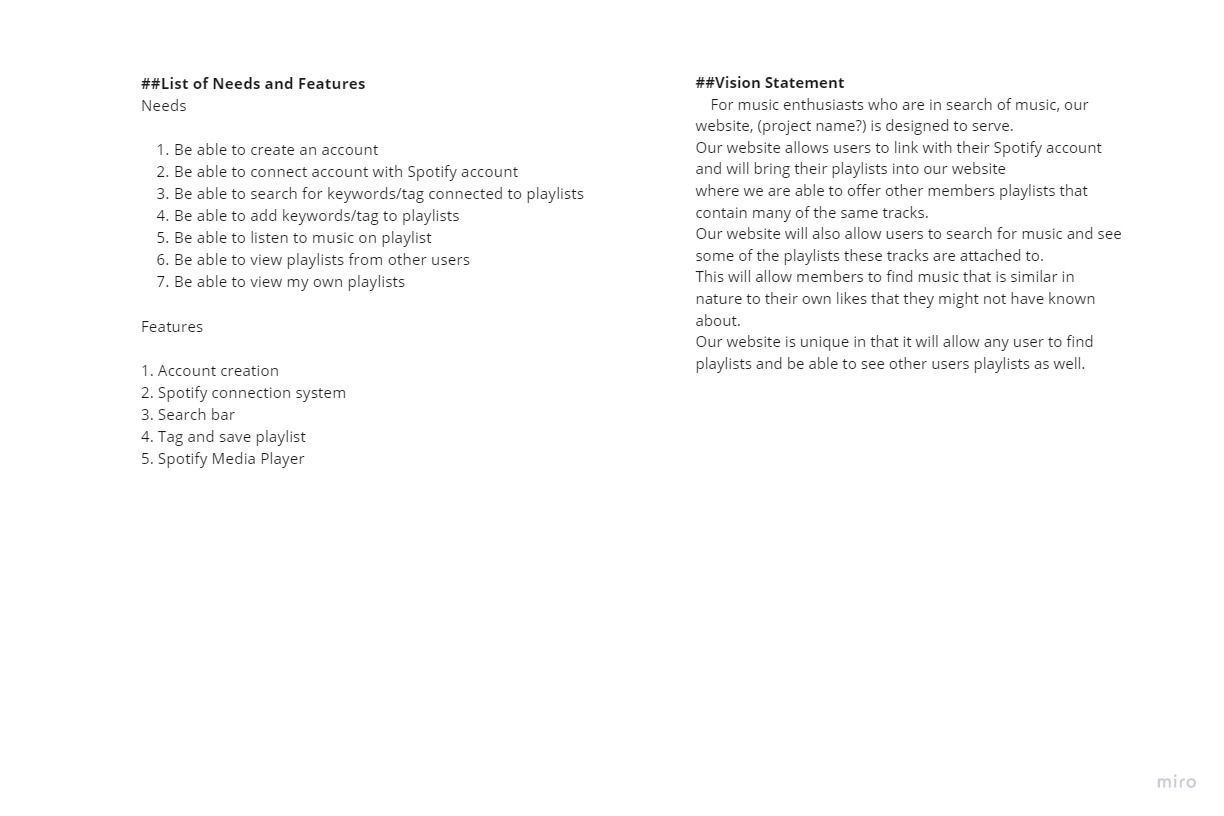 ##List of Needs and Features
Needs
1. Be able to create an account
2. Be able to connect account with Spotify account
3. Be able to search for keywords/tag connected to playlists
4. Be able to add keywords/tag to playlists
5. Be able to listen to music on playlist
6. Be able to view playlists from other users
7. Be able to view my own playlists
Features
1. Account creation
2. Spotify connection system
3. Search bar
4. Tag and save playlist
5. Spotify Media Player
##Vision Statement
For music enthusiasts who are in search of music, our
website, (project name?) is designed to serve.
Our website allows users to link with their Spotify account
and will bring their playlists into our website
where we are able to offer other members playlists that
contain many of the same tracks.
Our website will also allow users to search for music and see
some of the playlists these tracks are attached to.
This will allow members to find music that is similar in
nature to their own likes that they might not have known
about.
Our website is unique in that it will allow any user to find
playlists and be able to see other users playlists as well.
miro